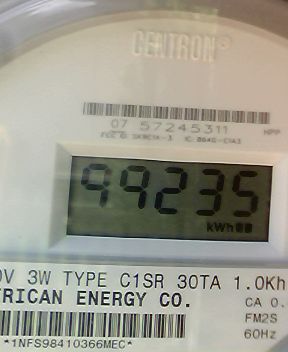 CENTRON®
07 57245311
99235
kWh
0V 3W TYPE C1SR 30TA 1.0Kh
TRICAN ENERGY CO.
CA 0.
FM2S
60Hz
*1NFS98410366MEC*